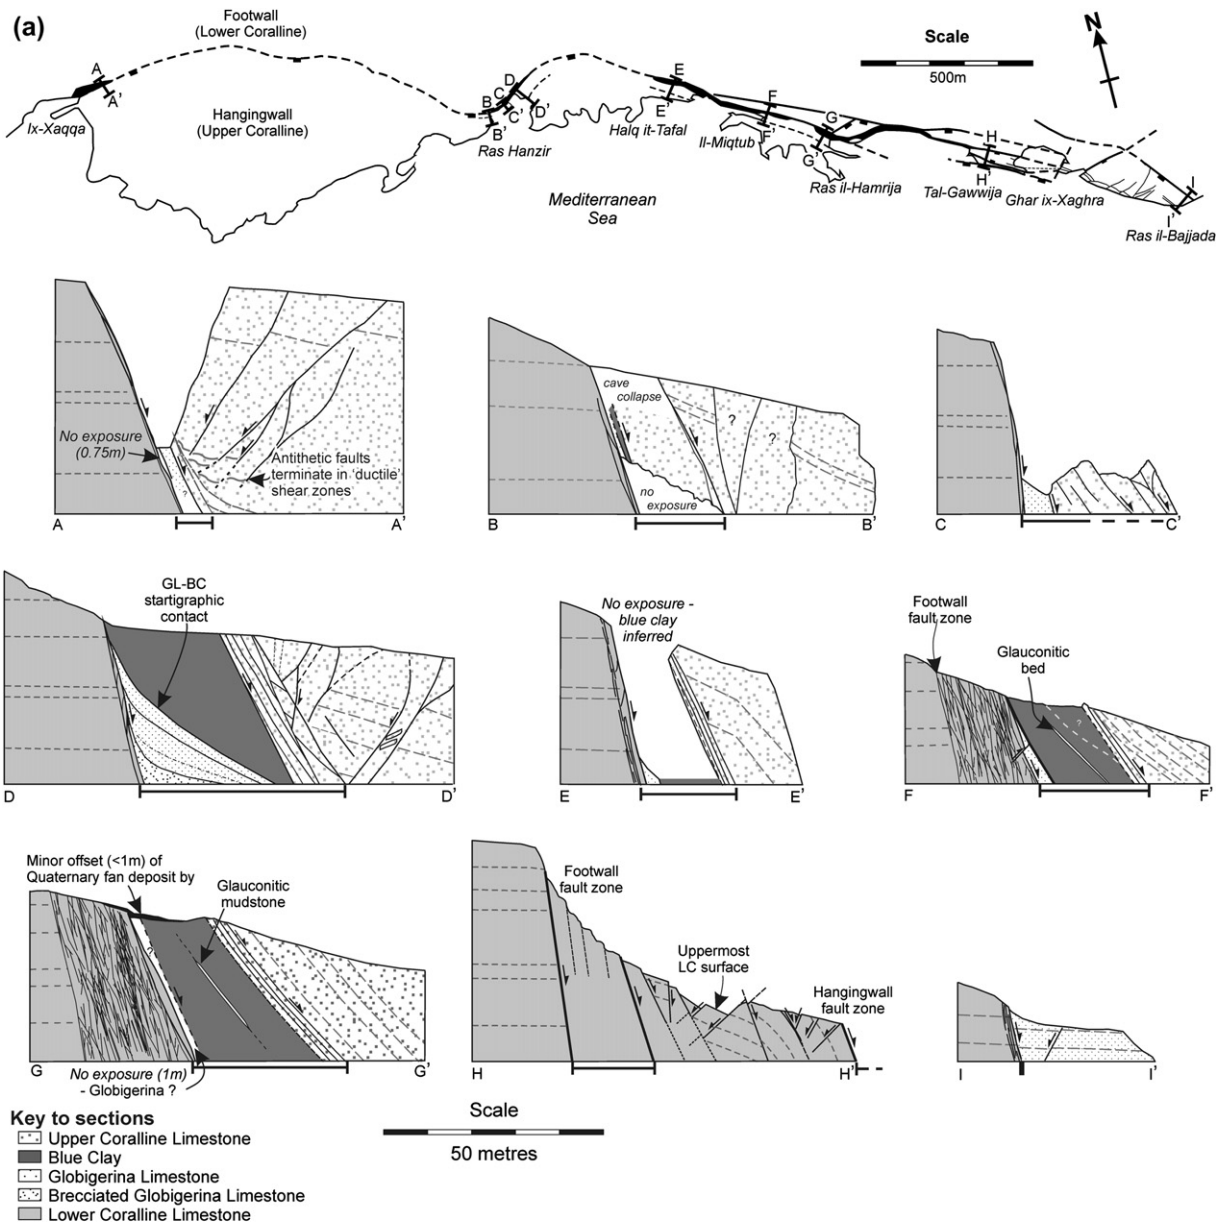 (a)
Footwall
(Lower Coralline)
Hangingwall
(Upper Coralline)
Scale
500m
N
A
A'
Ix-Xaqqa
B
B'
C
C'
D
D'
Ras Hanzir
E
E'
Halq it-Tafal
F
F'
Il-Miqtub
G
G'
Ras il-Hamrija
H
H'
Tal-Gawwija
Ghar ix-Xaghra
I
I'
Ras il-Bajjada
Mediterranean
Sea
No exposure
(0.75m)
?
Antithetic faults
terminate in 'ductile'
shear zones
A
A'
cave
collapse
?
?
no
exposure
B
B'
C
C'
GL-BC
startigraphic
contact
D
D'
No exposure -
blue clay
inferred
E
E'
Footwall
fault zone
Glauconitic
bed
?
F
F'
Minor offset (<1m) of
Quaternary fan deposit by
Glauconitic
mudstone
?
No exposure (1m)
- Globigerina ?
G
G'
Footwall
fault zone
Uppermost
LC surface
Hangingwall
fault zone
H
H'
I
I'
Key to sections
Upper Coralline Limestone
Blue Clay
Globigerina Limestone
Brecciated Globigerina Limestone
Lower Coralline Limestone
Scale
50 metres